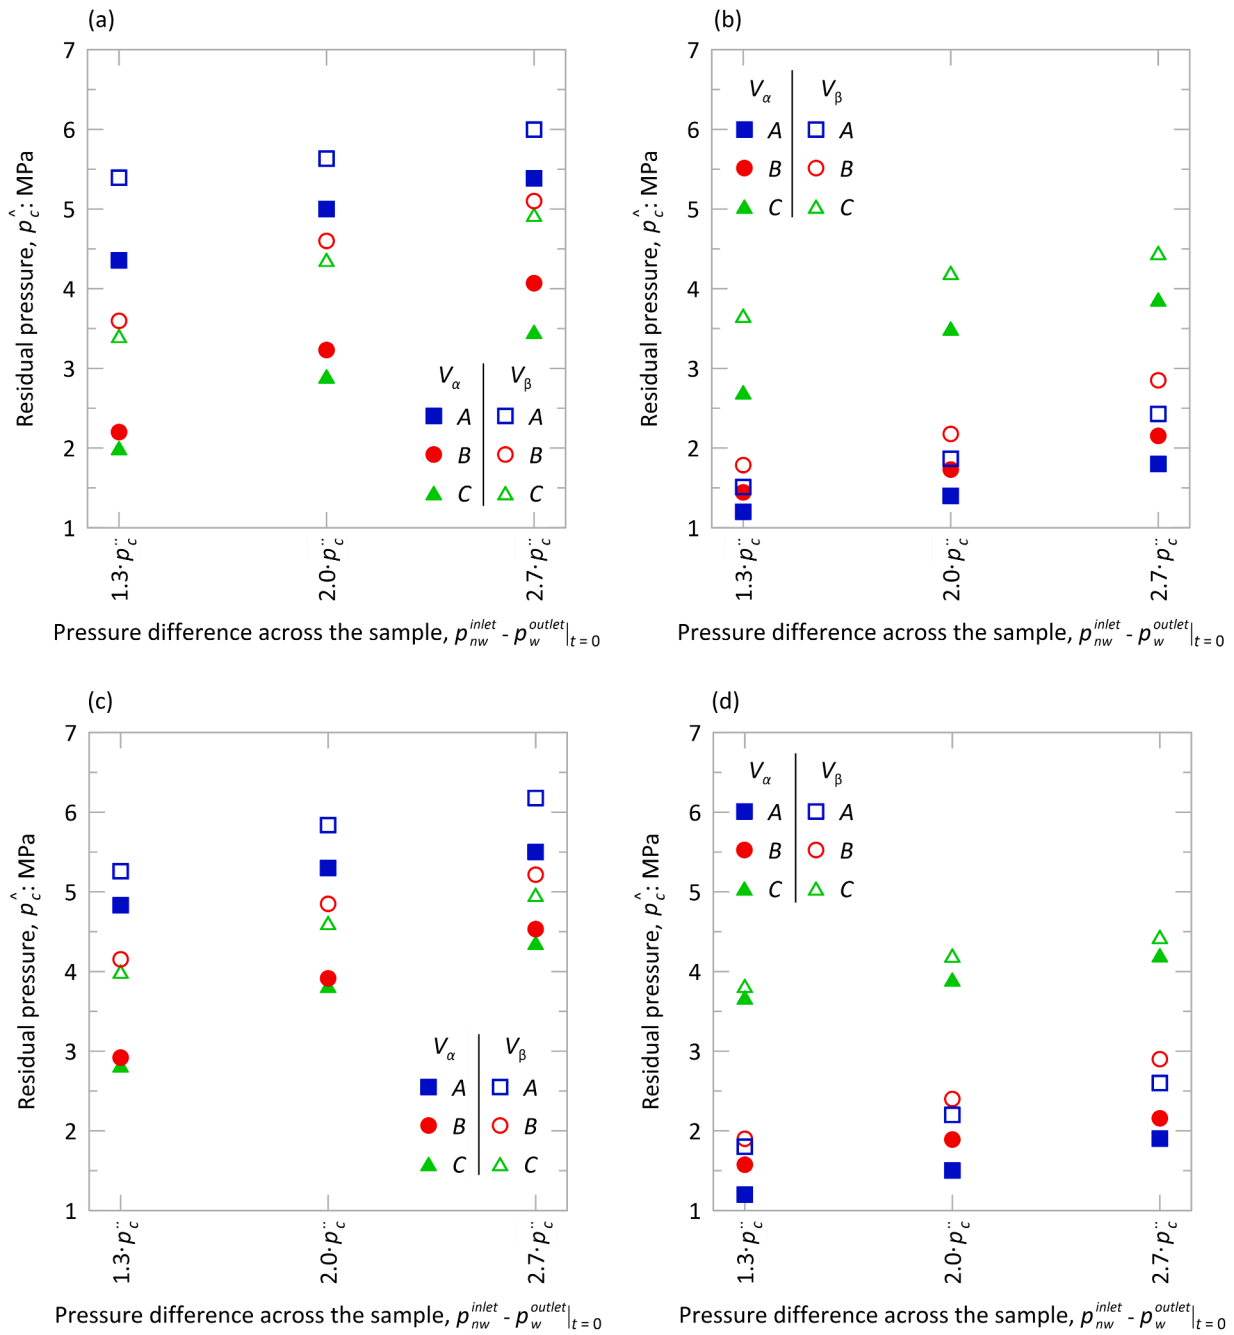 (a)
7
6
5
4
3
2
1
Residual pressure, p̂c: MPa
Vα Vβ
A A
B B
C C
1.3·p̈c 2.0·p̈c 2.7·p̈c
Pressure difference across the sample, p_nw^inlet - p_w^outlet|t = 0
(b)
7
6
5
4
3
2
1
Residual pressure, p̂c: MPa
Vα Vβ
A A
B B
C C
1.3·p̈c 2.0·p̈c 2.7·p̈c
Pressure difference across the sample, p_nw^inlet - p_w^outlet|t = 0
(c)
7
6
5
4
3
2
1
Residual pressure, p̂c: MPa
Vα Vβ
A A
B B
C C
1.3·p̈c 2.0·p̈c 2.7·p̈c
Pressure difference across the sample, p_nw^inlet - p_w^outlet|t = 0
(d)
7
6
5
4
3
2
1
Residual pressure, p̂c: MPa
Vα Vβ
A A
B B
C C
1.3·p̈c 2.0·p̈c 2.7·p̈c
Pressure difference across the sample, p_nw^inlet - p_w^outlet|t = 0